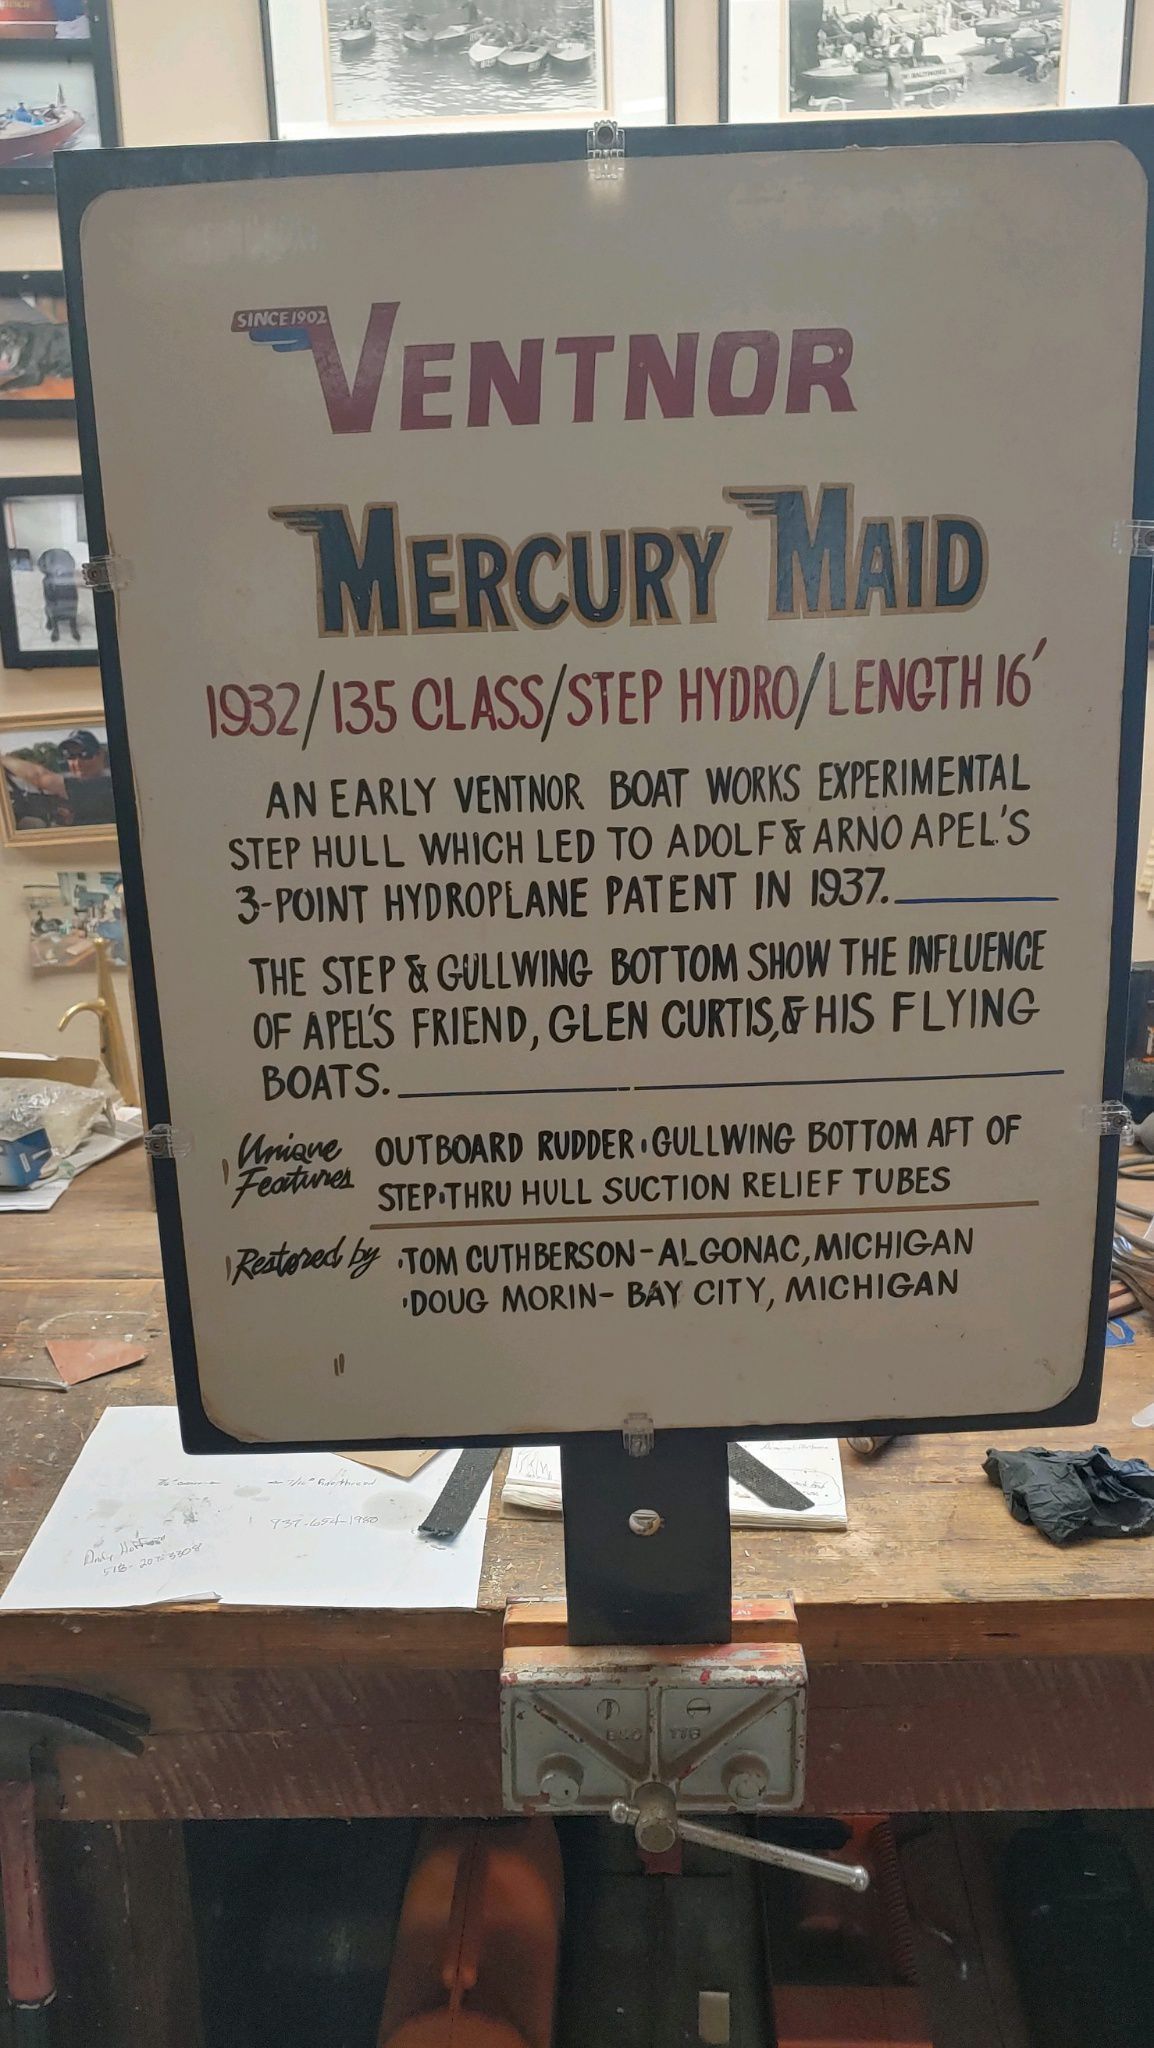 SINCE 1902
VENTNOR
MERCURY MAID
1932/135 CLASS/STEP HYDRO/LENGTH 16'
AN EARLY VENTNOR BOAT WORKS EXPERIMENTAL
STEP HULL WHICH LED TO ADOLF & ARNO APEL'S
3-POINT HYDROPLANE PATENT IN 1937.
THE STEP & GULLWING BOTTOM SHOW THE INFLUENCE
OF APEL'S FRIEND, GLEN CURTIS, & HIS FLYING
BOATS.
Unique
Features
OUTBOARD RUDDER • GULLWING BOTTOM AFT OF
STEP • THRU HULL SUCTION RELIEF TUBES
Restored by
• TOM CUTHBERSON - ALGONAC, MICHIGAN
• DOUG MORIN - BAY CITY, MICHIGAN
937-654-1980